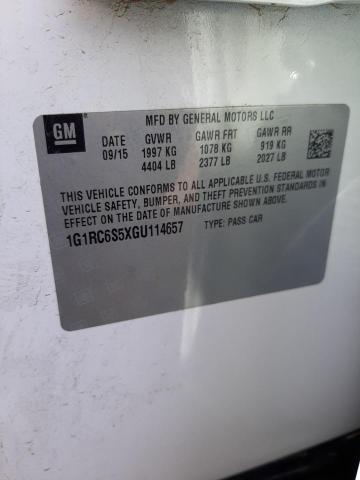 GM
MFD BY GENERAL MOTORS LLC
DATE GVWR GAWR FRT GAWR RR
09/15 1997 KG 1078 KG 919 KG
4404 LB 2377 LB 2027 LB
THIS VEHICLE CONFORMS TO ALL APPLICABLE U.S. FEDERAL MOTOR
VEHICLE SAFETY, BUMPER, AND THEFT PREVENTION STANDARDS IN
EFFECT ON THE DATE OF MANUFACTURE SHOWN ABOVE.
1G1RC6S5XGU114657 TYPE: PASS CAR